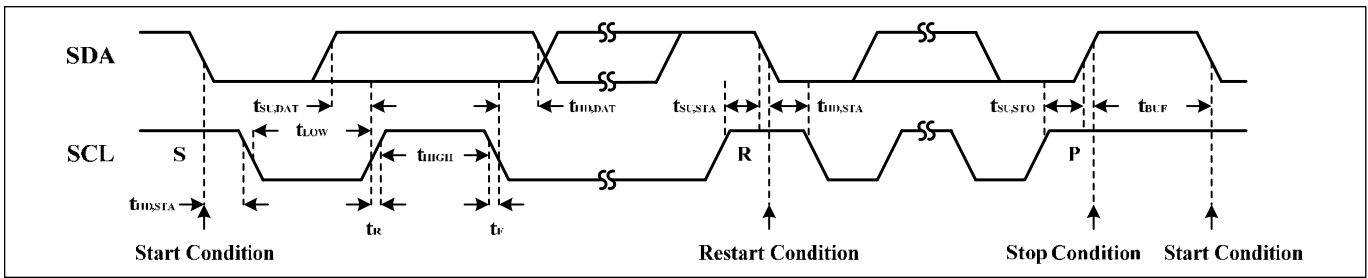 SDA
tSU,DAT
tHD,DAT
tSU,STA
tHD,STA
tSU,STO
tBUF
tLOW
SCL
S
tHIGH
R
P
tHD,STA
tR
tF
Start Condition
Restart Condition
Stop Condition
Start Condition